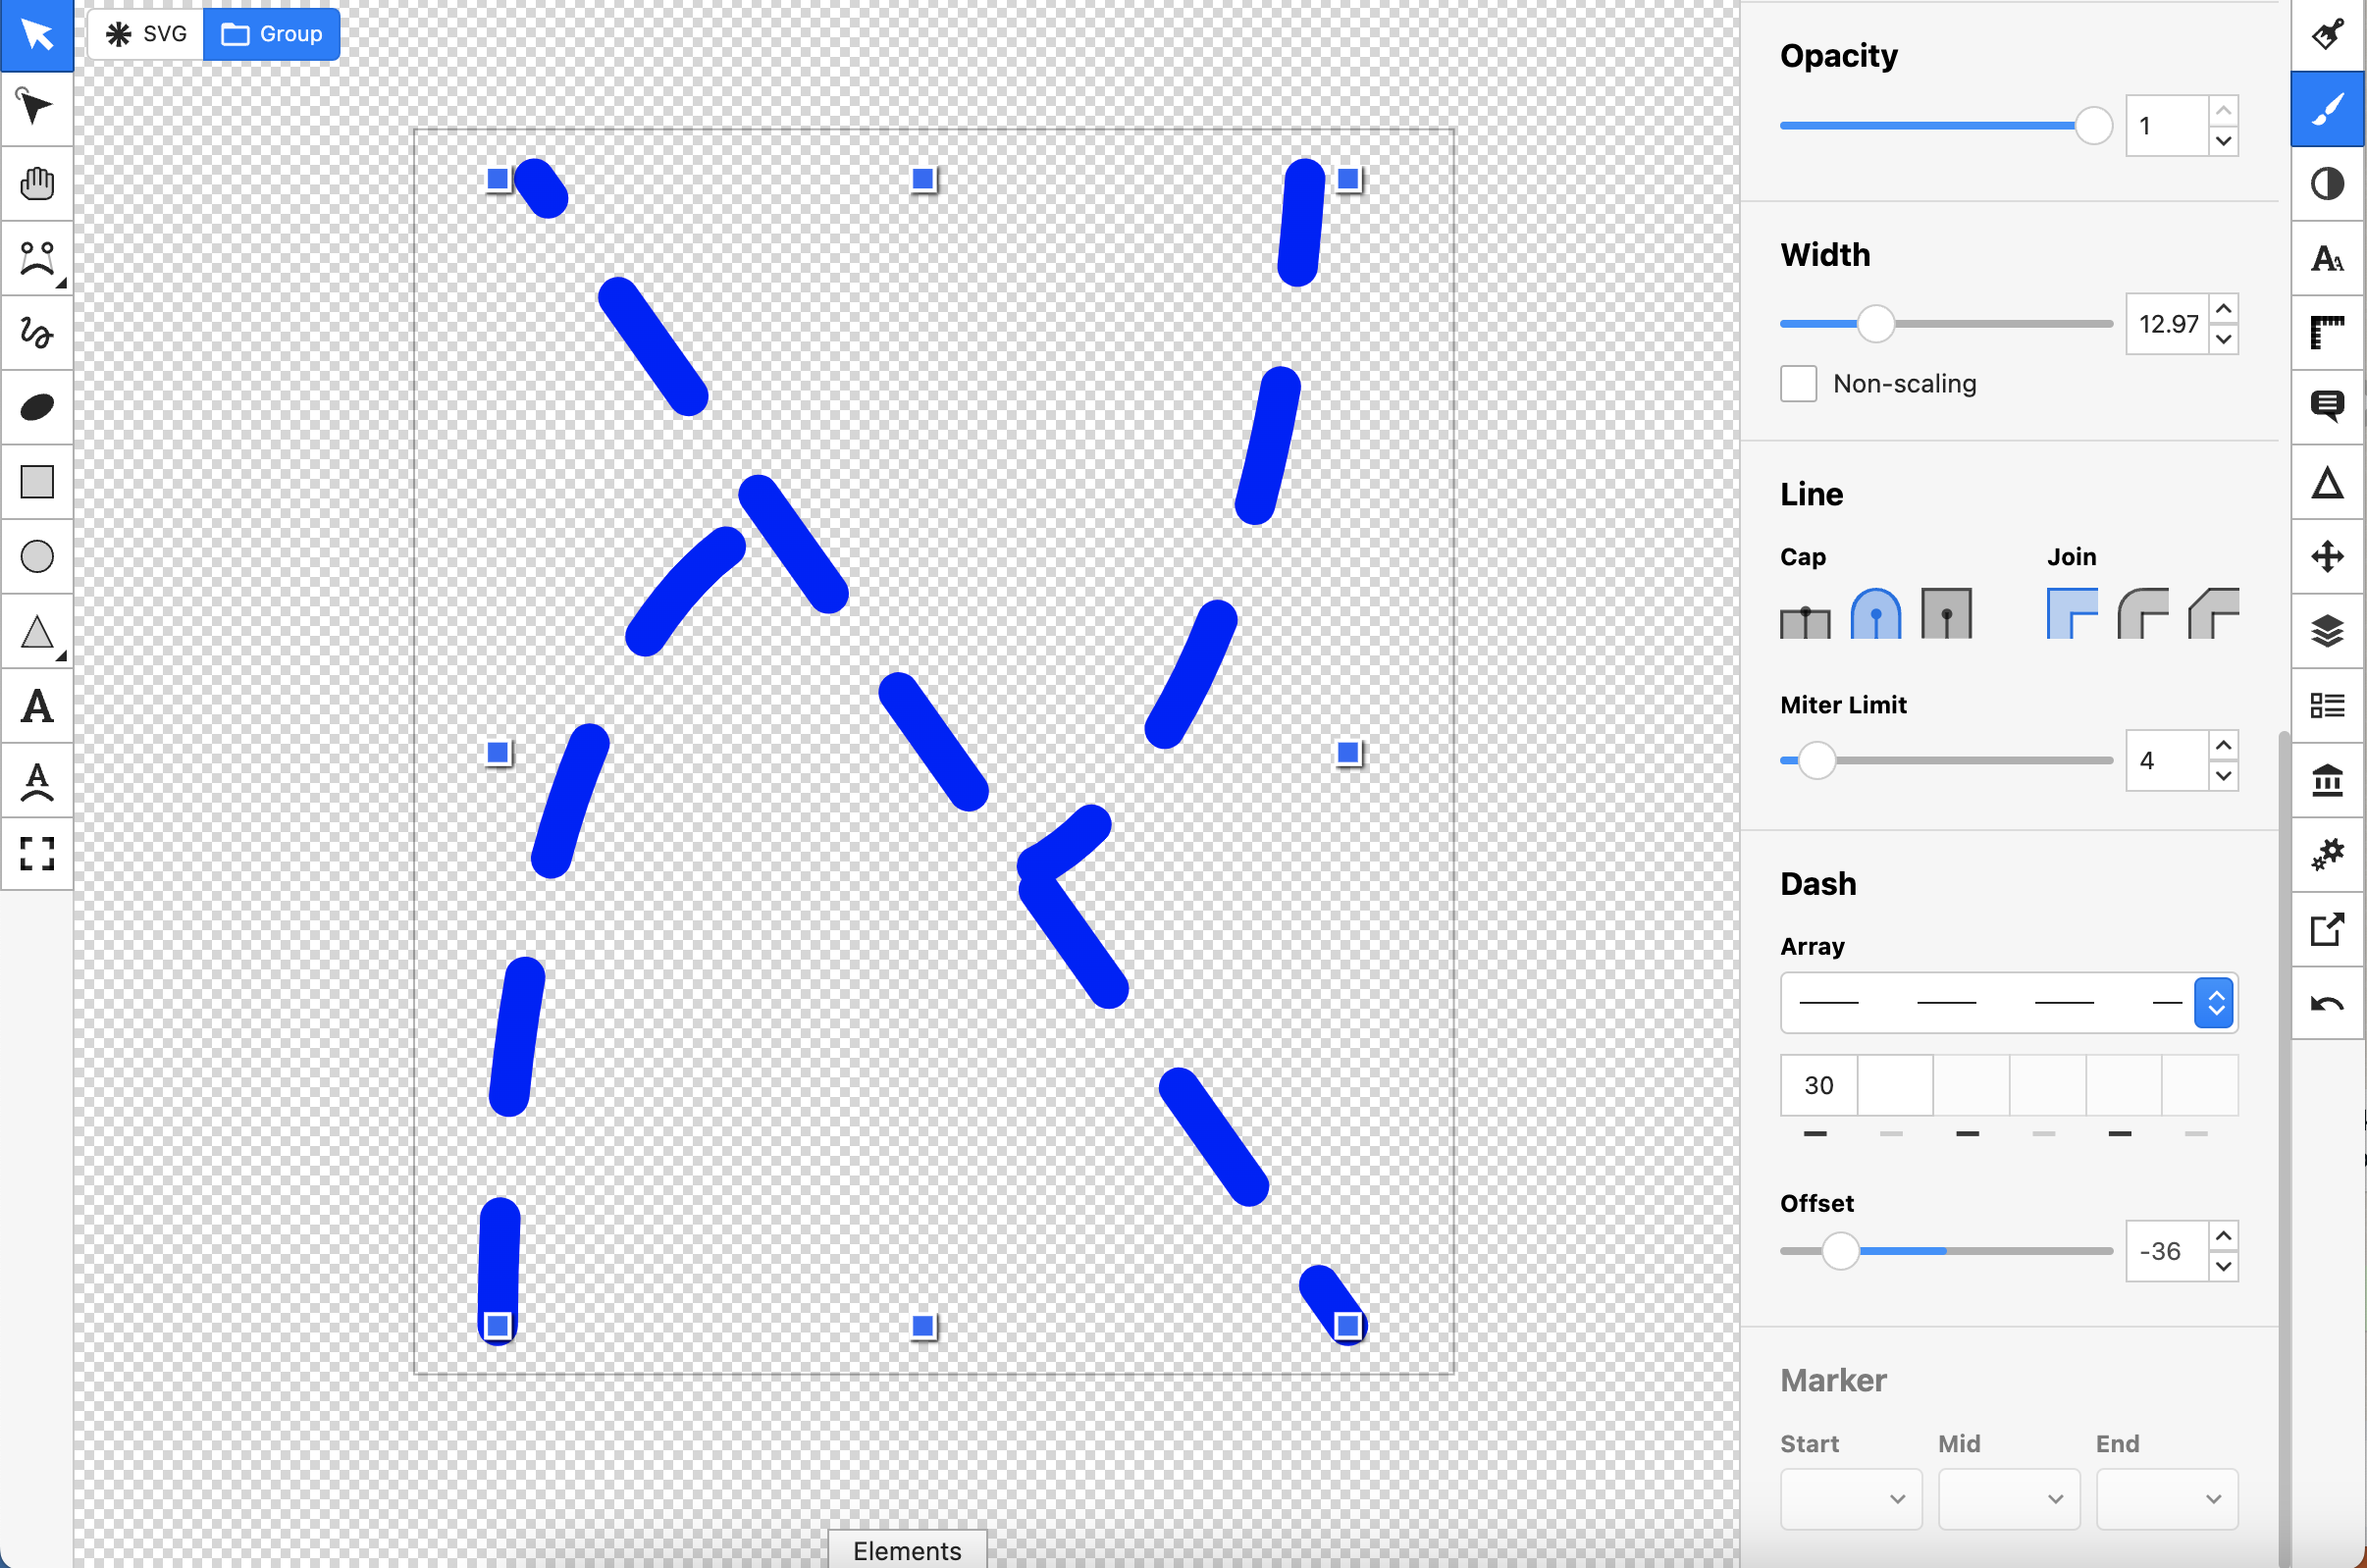 SVG
Group
Opacity
1
Width
12.97
Non-scaling
Line
Cap
Join
Miter Limit
4
Dash
Array
30
Offset
-36
Marker
Start
Mid
End
A
A
Elements